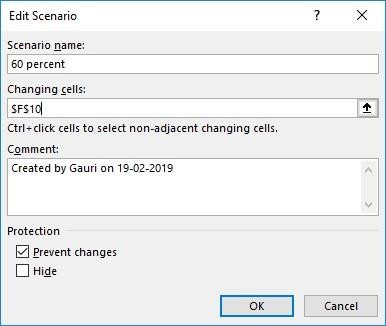 Edit Scenario
?
Scenario name:
60 percent
Changing cells:
$F$10
Ctrl+click cells to select non-adjacent changing cells.
Comment:
Created by Gauri on 19-02-2019
Protection
Prevent changes
Hide
OK
Cancel